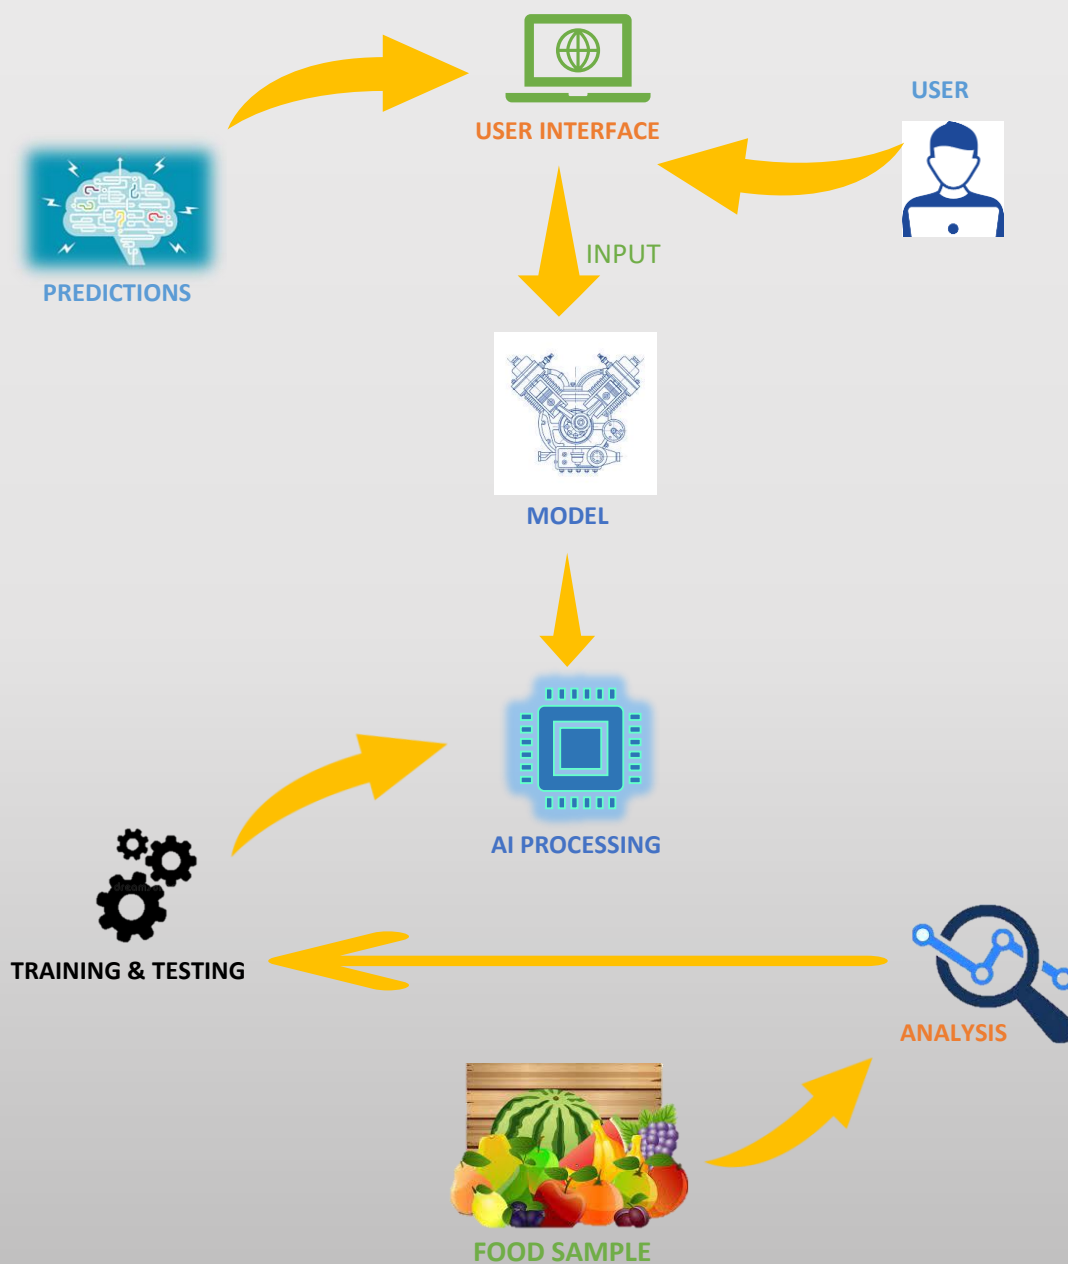 USER
USER INTERFACE
INPUT
PREDICTIONS
MODEL
AI PROCESSING
TRAINING & TESTING
ANALYSIS
FOOD SAMPLE